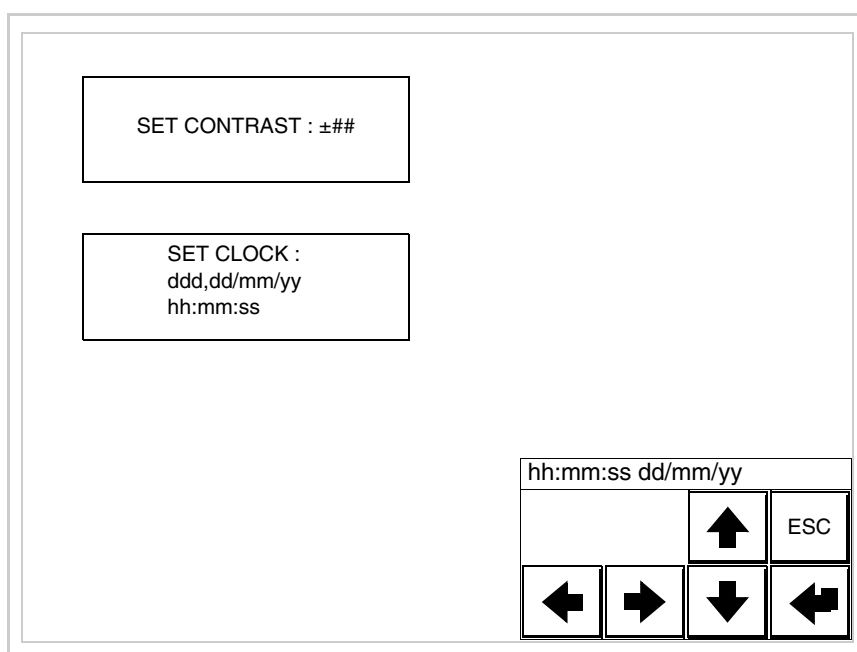 SET CONTRAST : ±##
SET CLOCK :
ddd,dd/mm/yy
hh:mm:ss
hh:mm:ss dd/mm/yy
ESC